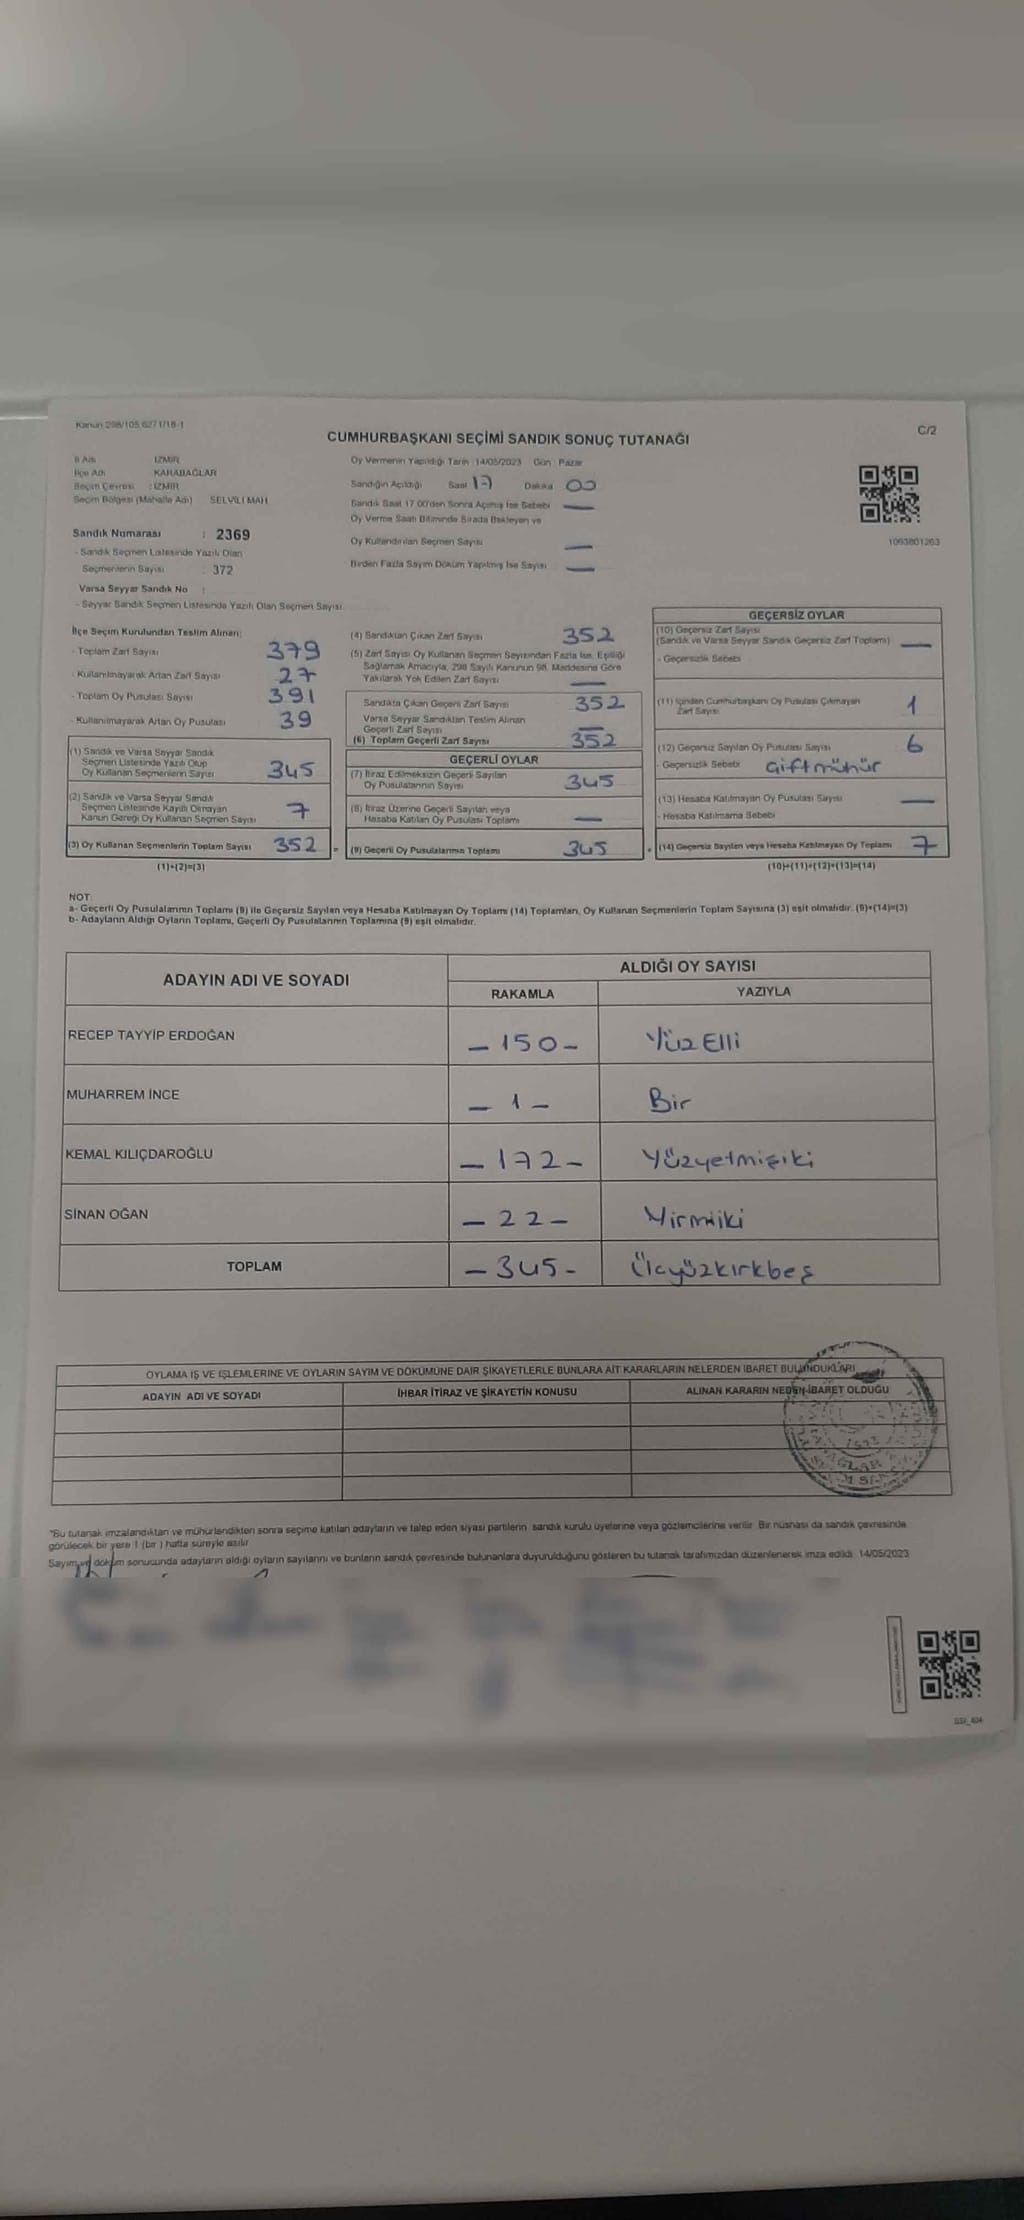 Kanun 298/105,6271/18-1
C/2
CUMHURBAŞKANI SEÇİMİ SANDIK SONUÇ TUTANAĞI
İl Adı İZMİR
İlçe Adı KARABAĞLAR
Seçim Çevresi : İZMİR
Seçim Bölgesi (Mahalle Adı) SELVİLİ MAH.
Sandık Numarası : 2369
- Sandık Seçmen Listesinde Yazılı Olan
Seçmenlerin Sayısı : 372
Varsa Seyyar Sandık No :
- Seyyar Sandık Seçmen Listesinde Yazılı Olan Seçmen Sayısı:
Oy Vermenin Yapıldığı Tarih : 14/05/2023 Gün : Pazar
Sandığın Açıldığı Saat 17 Dakika 00
Sandık Saat 17.00'den Sonra Açılmış İse Sebebi —
Oy Verme Saati Bitiminde Sırada Bekleyen ve
Oy Kullandırılan Seçmen Sayısı —
Birden Fazla Sayım Döküm Yapılmış İse Sayısı —
1093801263
İlçe Seçim Kurulundan Teslim Alınan:
- Toplam Zarf Sayısı 379
- Kullanılmayarak Artan Zarf Sayısı 27
- Toplam Oy Pusulası Sayısı 391
- Kullanılmayarak Artan Oy Pusulası 39
(1) Sandık ve Varsa Seyyar Sandık
Seçmen Listesinde Yazılı Olup
Oy Kullanan Seçmenlerin Sayısı 345
(2) Sandık ve Varsa Seyyar Sandık
Seçmen Listesinde Kayıtlı Olmayan
Kanun Gereği Oy Kullanan Seçmen Sayısı 7
(3) Oy Kullanan Seçmenlerin Toplam Sayısı 352 =
(1)+(2)=(3)
(4) Sandıktan Çıkan Zarf Sayısı 352
(5) Zarf Sayısı Oy Kullanan Seçmen Sayısından Fazla İse, Eşitliği
Sağlamak Amacıyla, 298 Sayılı Kanunun 98. Maddesine Göre
Yakılarak Yok Edilen Zarf Sayısı —
Sandıkta Çıkan Geçerli Zarf Sayısı 352
Varsa Seyyar Sandıktan Teslim Alınan
Geçerli Zarf Sayısı —
(6) Toplam Geçerli Zarf Sayısı 352
GEÇERLİ OYLAR
(7) İtiraz Edilmeksizin Geçerli Sayılan
Oy Pusulalarının Sayısı 345
(8) İtiraz Üzerine Geçerli Sayılan veya
Hesaba Katılan Oy Pusulası Toplamı —
(9) Geçerli Oy Pusulalarının Toplamı 345 +
GEÇERSİZ OYLAR
(10) Geçersiz Zarf Sayısı
(Sandık ve Varsa Seyyar Sandık Geçersiz Zarf Toplamı) —
- Geçersizlik Sebebi
(11) İçinden Cumhurbaşkanı Oy Pusulası Çıkmayan
Zarf Sayısı 1
(12) Geçersiz Sayılan Oy Pusulası Sayısı 6
- Geçersizlik Sebebi Çiftmühür
(13) Hesaba Katılmayan Oy Pusulası Sayısı —
- Hesaba Katılmama Sebebi
(14) Geçersiz Sayılan veya Hesaba Katılmayan Oy Toplamı 7
(10)+(11)+(12)+(13)=(14)
NOT:
a- Geçerli Oy Pusulalarının Toplamı (9) ile Geçersiz Sayılan veya Hesaba Katılmayan Oy Toplamı (14) Toplamları, Oy Kullanan Seçmenlerin Toplam Sayısına (3) eşit olmalıdır. (9)+(14)=(3)
b- Adayların Aldığı Oyların Toplamı, Geçerli Oy Pusulalarının Toplamına (9) eşit olmalıdır.
ADAYIN ADI VE SOYADI ALDIĞI OY SAYISI
RAKAMLA YAZIYLA
RECEP TAYYİP ERDOĞAN – 150 – Yüz Elli
MUHARREM İNCE – 1 – Bir
KEMAL KILIÇDAROĞLU – 172 – Yüzyetmişiki
SİNAN OĞAN – 22 – Yirmiiki
TOPLAM – 345 – Üçyüzkırkbeş
OYLAMA İŞ VE İŞLEMLERİNE VE OYLARIN SAYIM VE DÖKÜMÜNE DAİR ŞİKAYETLERLE BUNLARA AİT KARARLARIN NELERDEN İBARET BULUNDUKLARI
ADAYIN ADI VE SOYADI İHBAR İTİRAZ VE ŞİKAYETİN KONUSU ALINAN KARARIN NEDEN İBARET OLDUĞU
*Bu tutanak imzalandıktan ve mühürlendikten sonra seçime katılan adayların ve talep eden siyasi partilerin sandık kurulu üyelerine veya gözlemcilerine verilir. Bir nüshası da sandık çevresinde
görülecek bir yere 1 (bir ) hafta süreyle asılır.
Sayım ve döküm sonucunda adayların aldığı oyların sayılarını ve bunların sandık çevresinde bulunanlara duyurulduğunu gösteren bu tutanak tarafımızdan düzenlenerek imza edildi. 14/05/2023